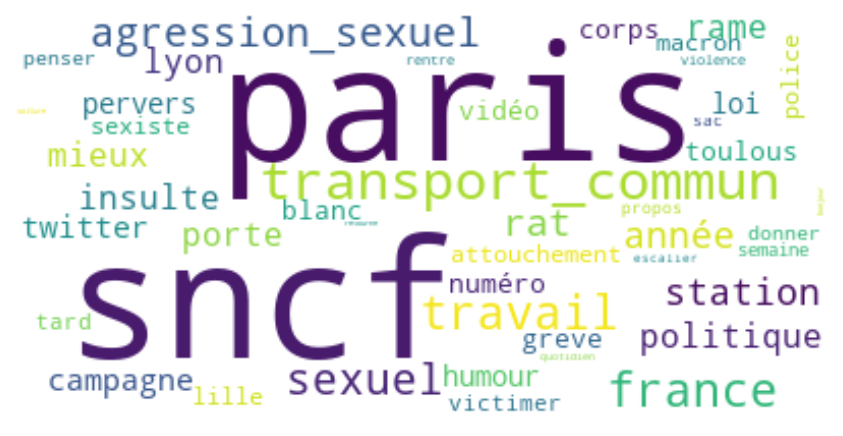 agression_sexuel
corps
rame
macron
penser
lyon
rentre
violence
police
paris
pervers
vidéo
loi
sac
sexiste
mieux
toulous
transport_commun
insulte
blanc
rat
propos
twitter
porte
année
donner
attouchement
escalier
semaine
sncf
numéro
station
tard
travail
greve
politique
quotidien
campagne
sexuel
humour
france
lille
victimer